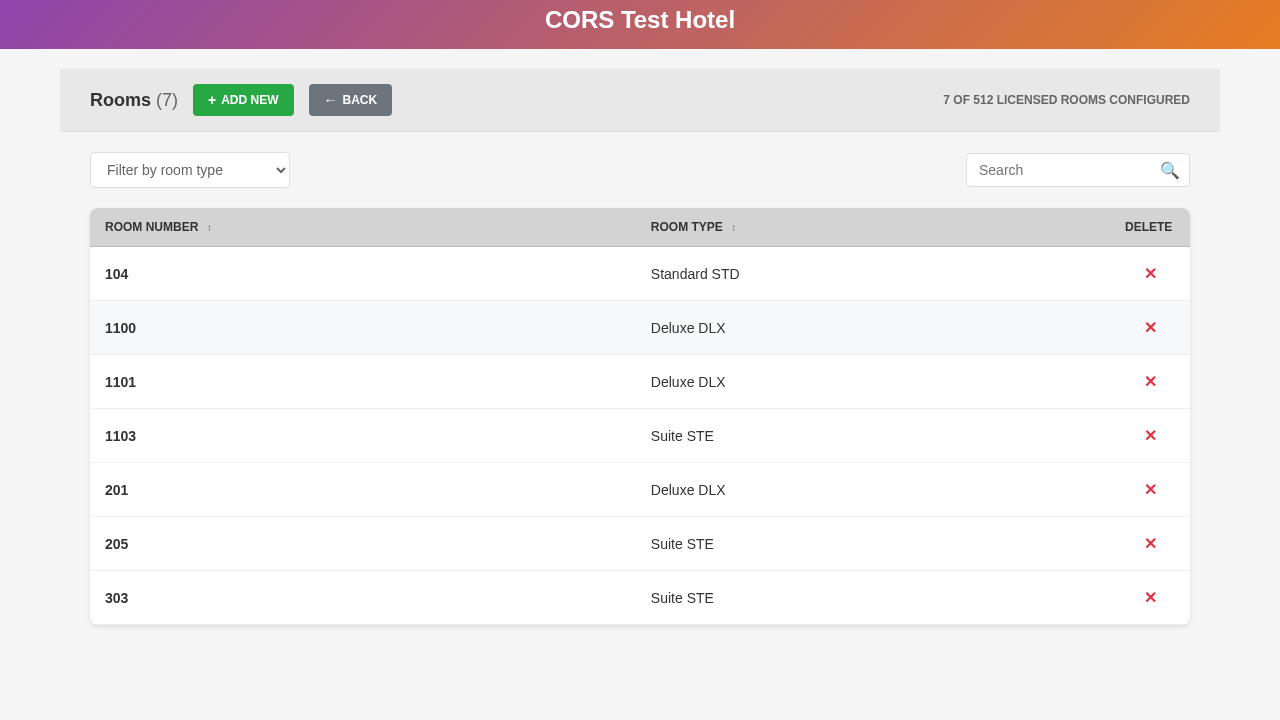 CORS Test Hotel
Rooms (7) + ADD NEW ← BACK 7 OF 512 LICENSED ROOMS CONFIGURED
Filter by room type Search
ROOM NUMBER ↕ ROOM TYPE ↕ DELETE
104 Standard STD ✕
1100 Deluxe DLX ✕
1101 Deluxe DLX ✕
1103 Suite STE ✕
201 Deluxe DLX ✕
205 Suite STE ✕
303 Suite STE ✕